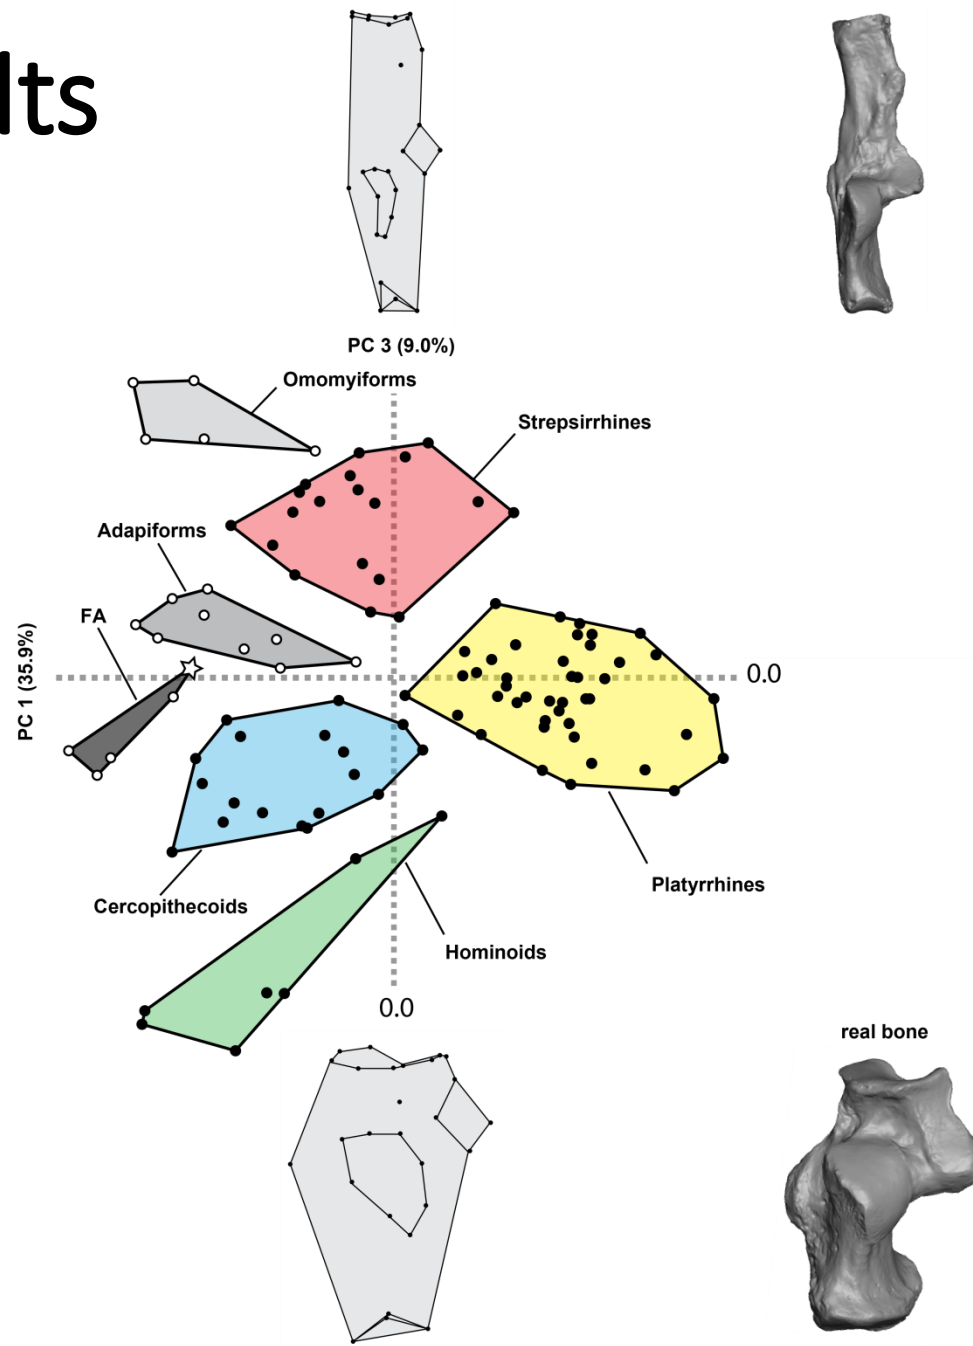 lts
PC 3 (9.0%)
Omomyiforms
Strepsirrhines
Adapiforms
FA
PC 1 (35.9%)
0.0
Platyrrhines
Cercopithecoids
Hominoids
0.0
real bone